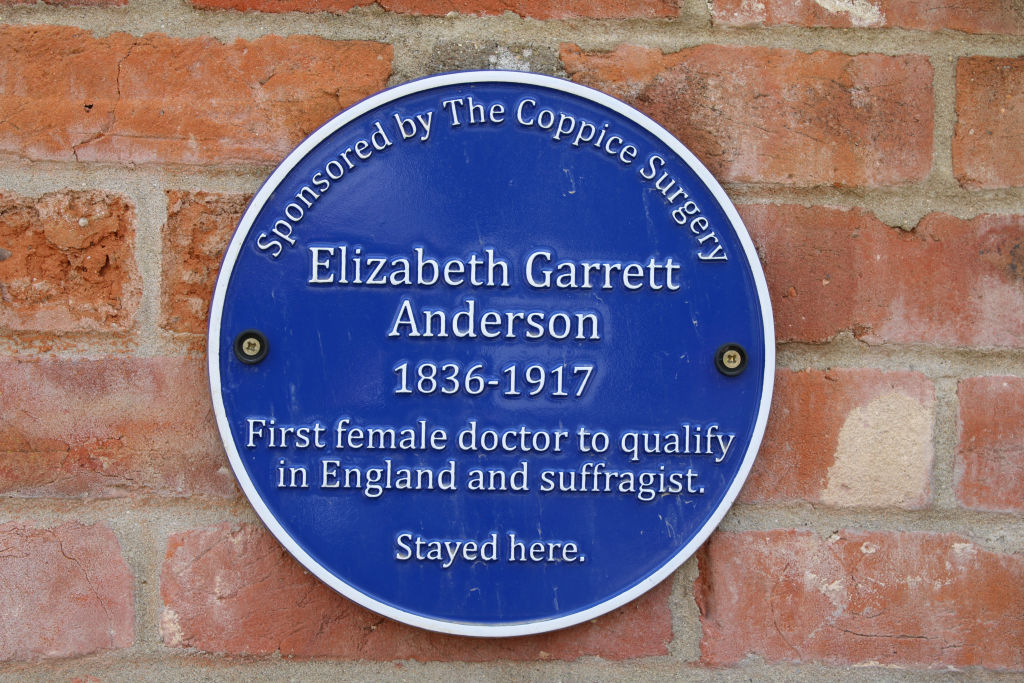 Sponsored by The Coppice Surgery
Elizabeth Garrett
Anderson
1836-1917
First female doctor to qualify
in England and suffragist.
Stayed here.